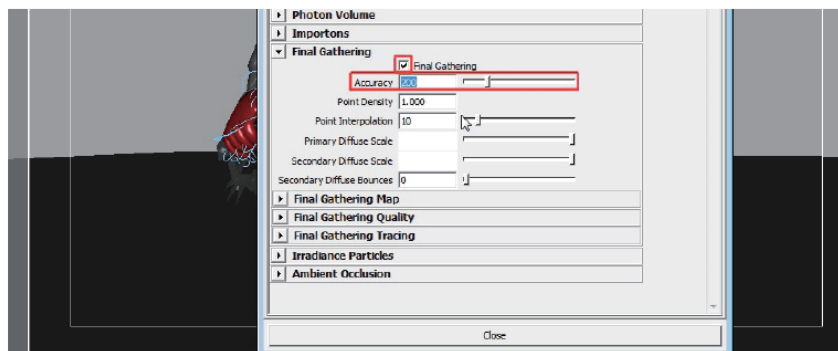 Photon Volume
Importons
Final Gathering
Final Gathering
Accuracy 200
Point Density 1.000
Point Interpolation 10
Primary Diffuse Scale
Secondary Diffuse Scale
Secondary Diffuse Bounces 0
Final Gathering Map
Final Gathering Quality
Final Gathering Tracing
Irradiance Particles
Ambient Occlusion
Close